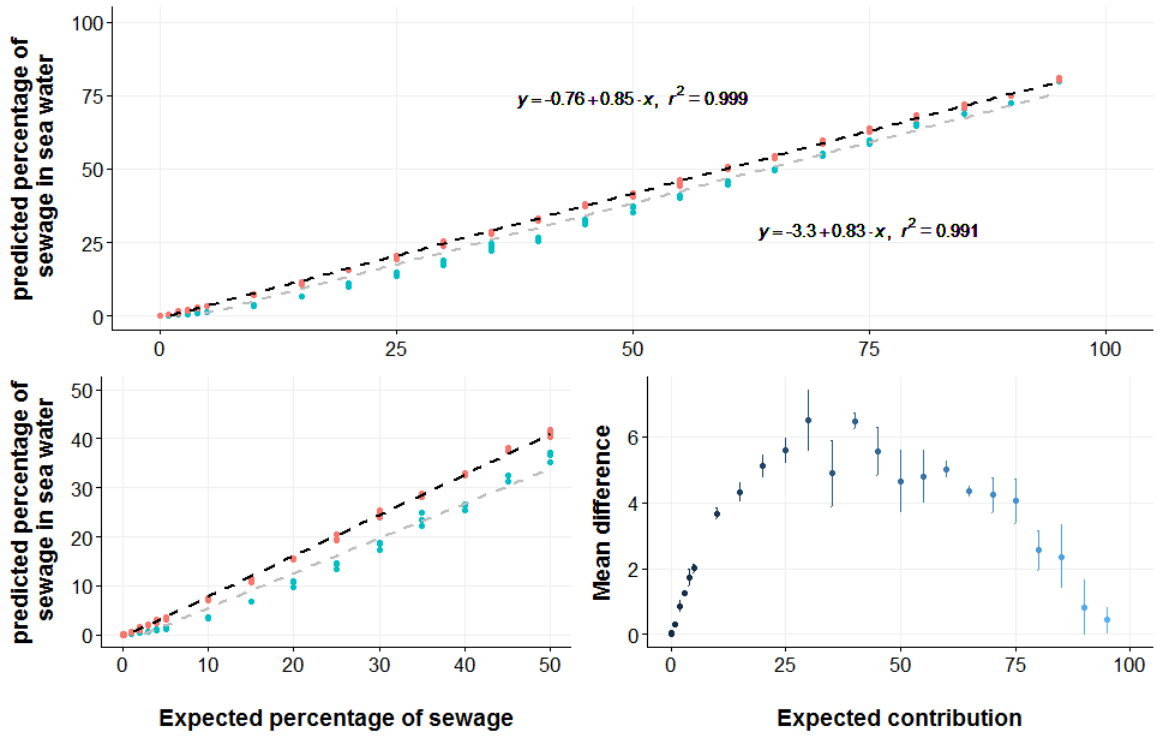 predicted percentage of
sewage in sea water
100
75
50
25
0
y = -0.76 + 0.85 · x, r² = 0.999
y = -3.3 + 0.83 · x, r² = 0.991
0 25 50 75 100
predicted percentage of
sewage in sea water
50
40
30
20
10
0
0 10 20 30 40 50
Expected percentage of sewage
Mean difference
6
4
2
0
0 25 50 75 100
Expected contribution